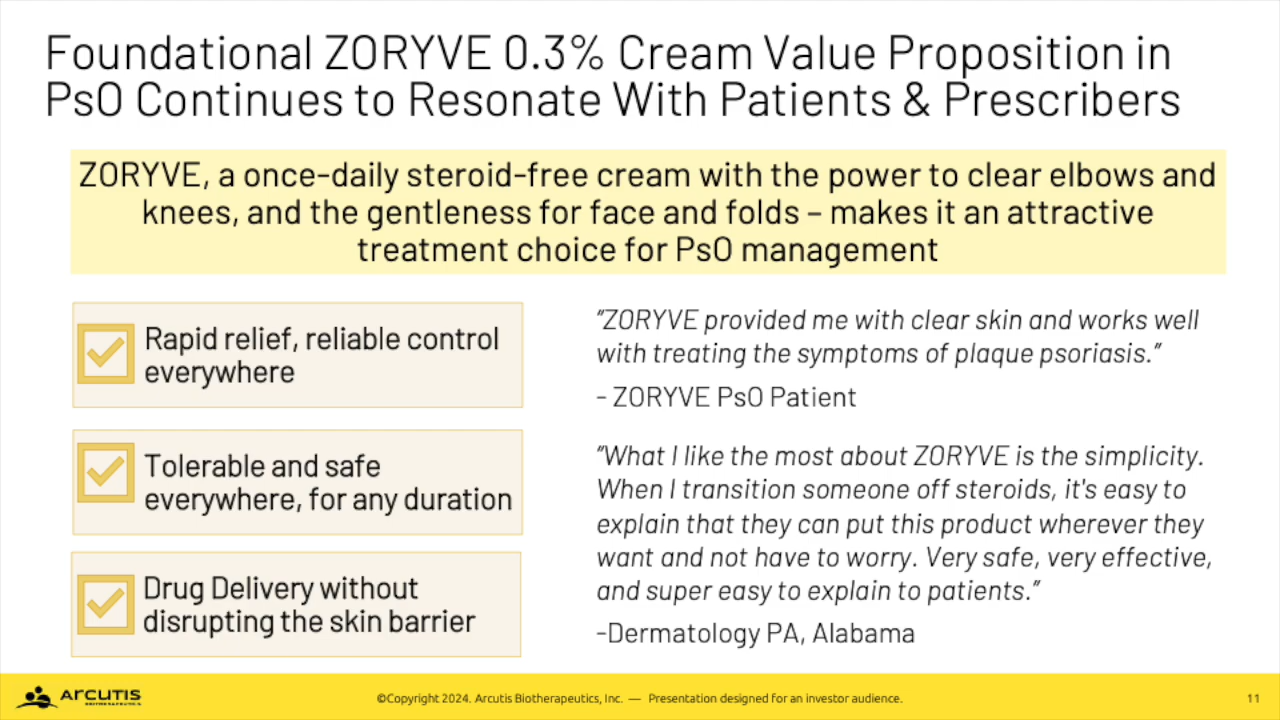 Foundational ZORYVE 0.3% Cream Value Proposition in
PsO Continues to Resonate With Patients & Prescribers
ZORYVE, a once-daily steroid-free cream with the power to clear elbows and
knees, and the gentleness for face and folds – makes it an attractive
treatment choice for PsO management
Rapid relief, reliable control
everywhere
Tolerable and safe
everywhere, for any duration
Drug Delivery without
disrupting the skin barrier
"ZORYVE provided me with clear skin and works well
with treating the symptoms of plaque psoriasis."
- ZORYVE PsO Patient
"What I like the most about ZORYVE is the simplicity.
When I transition someone off steroids, it's easy to
explain that they can put this product wherever they
want and not have to worry. Very safe, very effective,
and super easy to explain to patients."
-Dermatology PA, Alabama
ARCUTIS
BIOTHERAPEUTICS
©Copyright 2024. Arcutis Biotherapeutics, Inc. — Presentation designed for an investor audience.
11